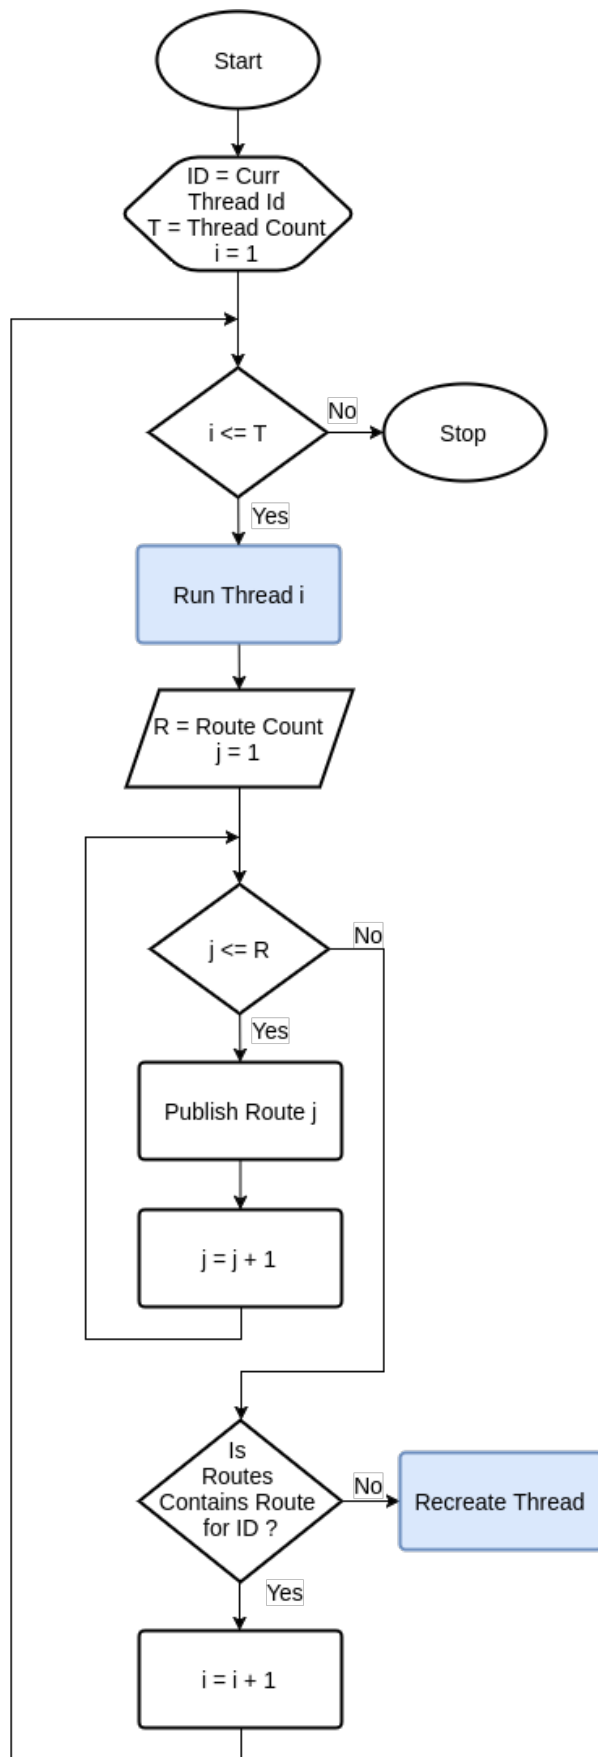 Start
ID = Curr
Thread Id
T = Thread Count
i = 1
i <= T
No
Stop
Yes
Run Thread i
R = Route Count
j = 1
j <= R
No
Yes
Publish Route j
j = j + 1
Is
Routes
Contains Route
for ID ?
No
Recreate Thread
Yes
i = i + 1